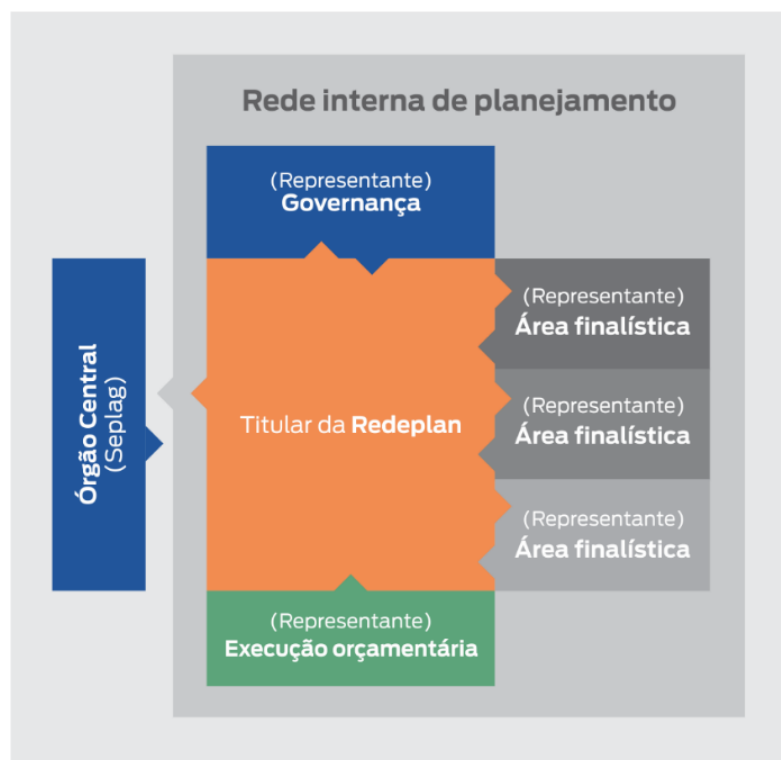 Rede interna de planejamento
(Representante)
Governança
Órgão Central
(Seplag)
Titular da Redeplan
(Representante)
Área finalística
(Representante)
Área finalística
(Representante)
Área finalística
(Representante)
Execução orçamentária